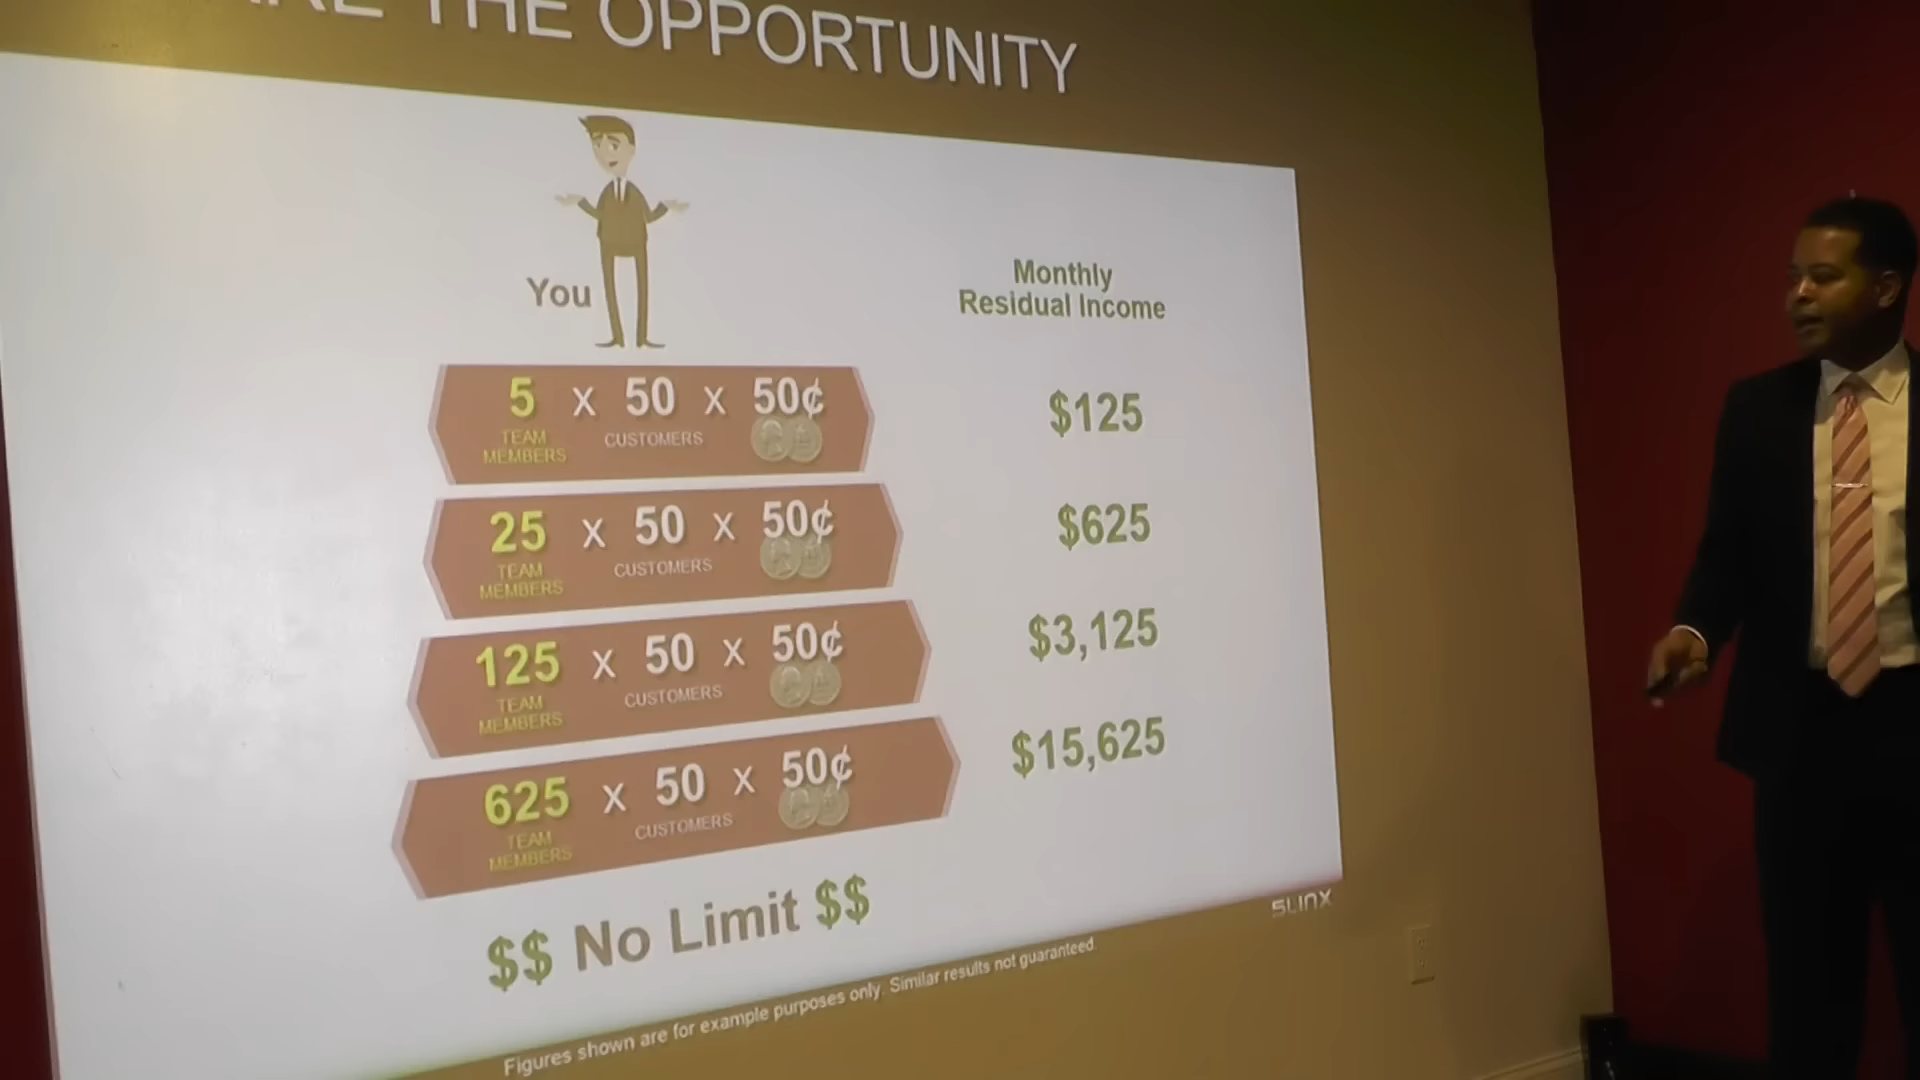 THE OPPORTUNITY
You
Monthly
Residual Income
5 x 50 x 50¢
TEAM
MEMBERS
CUSTOMERS
$125
25 x 50 x 50¢
TEAM
MEMBERS
CUSTOMERS
$625
125 x 50 x 50¢
TEAM
MEMBERS
CUSTOMERS
$3,125
625 x 50 x 50¢
TEAM
MEMBERS
CUSTOMERS
$15,625
$$ No Limit $$
5LINX
Figures shown are for example purposes only. Similar results not guaranteed.